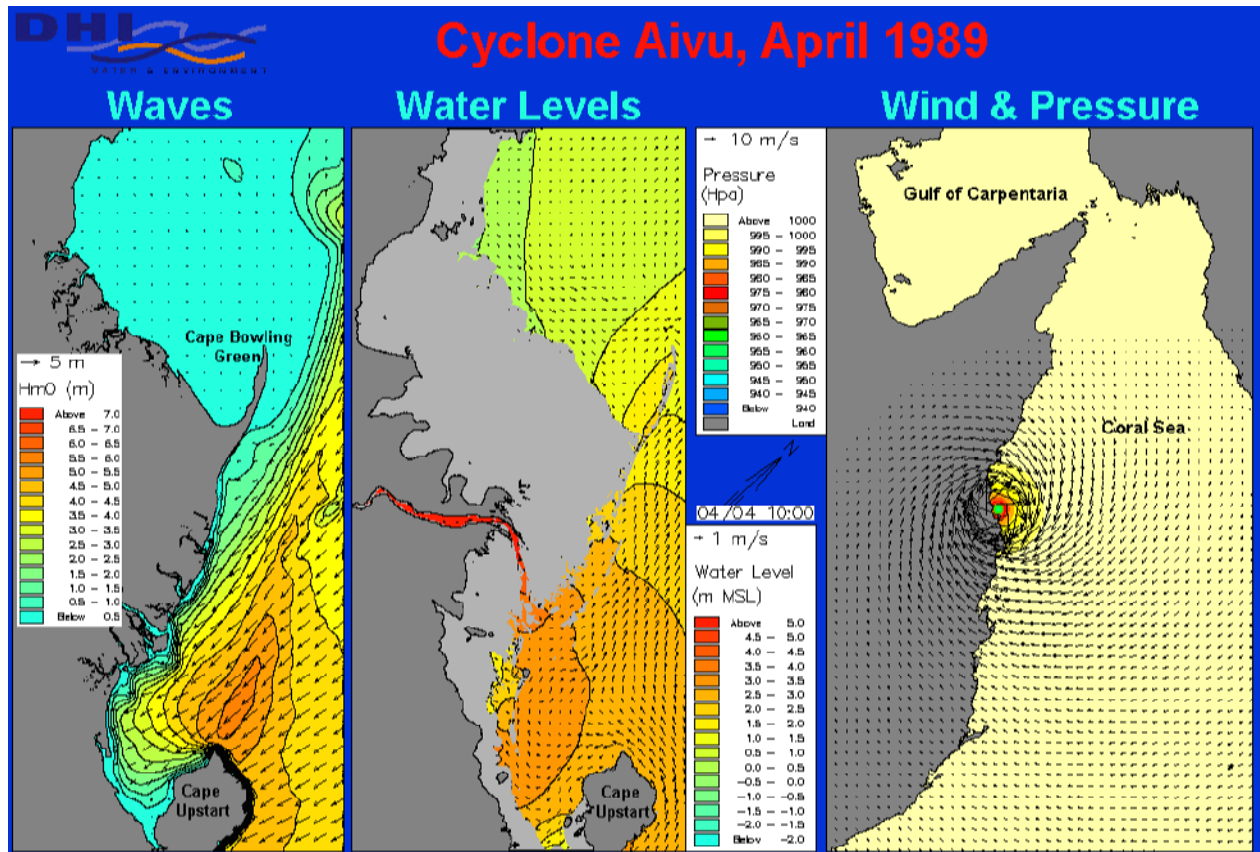 DHI
WATER & ENVIRONMENT
Cyclone Aivu, April 1989
Waves
Water Levels
Wind & Pressure
Cape Bowling
Green
5 m
Hm0 (m)
Above 7.0
6.5 - 7.0
6.0 - 6.5
5.5 - 6.0
5.0 - 5.5
4.5 - 5.0
4.0 - 4.5
3.5 - 4.0
3.0 - 3.5
2.5 - 3.0
2.0 - 2.5
1.5 - 2.0
1.0 - 1.5
0.5 - 1.0
Below 0.5
Cape
Upstart
Cape
Upstart
10 m/s
Pressure
(Hpa)
Above 1000
995 - 1000
990 - 995
985 - 990
980 - 985
975 - 980
970 - 975
965 - 970
960 - 965
955 - 960
950 - 955
945 - 950
940 - 945
Below 940
Land
N
04/04 10:00
1 m/s
Water Level
(m MSL)
Above 5.0
4.5 - 5.0
4.0 - 4.5
3.5 - 4.0
3.0 - 3.5
2.5 - 3.0
2.0 - 2.5
1.5 - 2.0
1.0 - 1.5
0.5 - 1.0
0.0 - 0.5
-0.5 - 0.0
-1.0 - -0.5
-1.5 - -1.0
-2.0 - -1.5
Below -2.0
Gulf of Carpentaria
Coral Sea